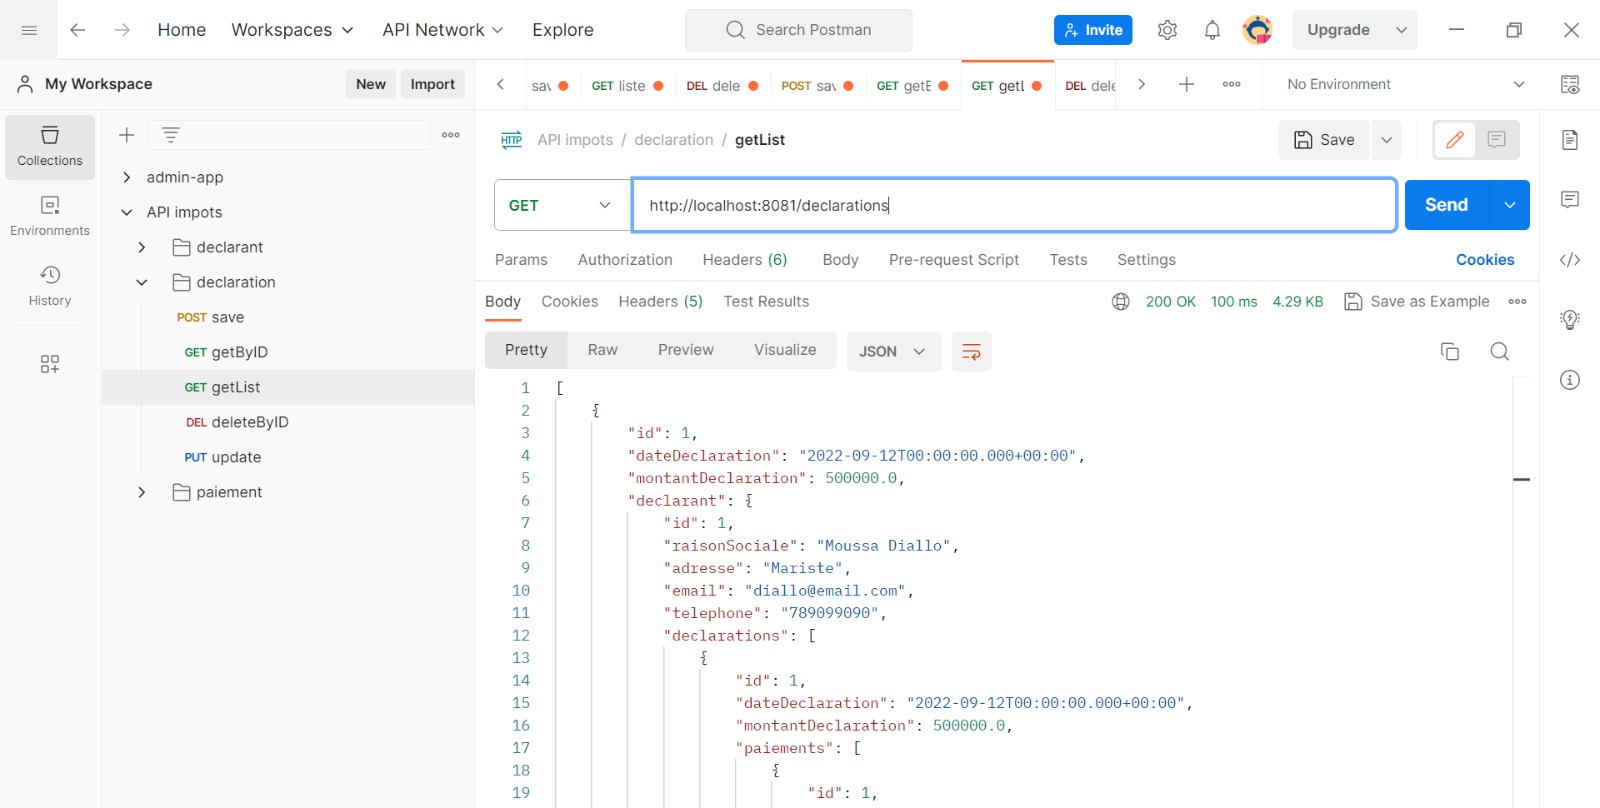 Home Workspaces API Network Explore Search Postman Invite Upgrade
My Workspace New Import
sav GET liste DEL dele POST sav GET getE GET getL DEL dele No Environment
Collections
Environments
History
admin-app
API impots
declarant
declaration
POST save
GET getByID
GET getList
DEL deleteByID
PUT update
paiement
HTTP API impots / declaration / getList Save
GET http://localhost:8081/declarations Send
Params Authorization Headers (6) Body Pre-request Script Tests Settings Cookies
Body Cookies Headers (5) Test Results 200 OK 100 ms 4.29 KB Save as Example
Pretty Raw Preview Visualize JSON
1 [
2 {
3 "id": 1,
4 "dateDeclaration": "2022-09-12T00:00:00.000+00:00",
5 "montantDeclaration": 500000.0,
6 "declarant": {
7 "id": 1,
8 "raisonSociale": "Moussa Diallo",
9 "adresse": "Mariste",
10 "email": "diallo@email.com",
11 "telephone": "789099090",
12 "declarations": [
13 {
14 "id": 1,
15 "dateDeclaration": "2022-09-12T00:00:00.000+00:00",
16 "montantDeclaration": 500000.0,
17 "paiements": [
18 {
19 "id": 1,